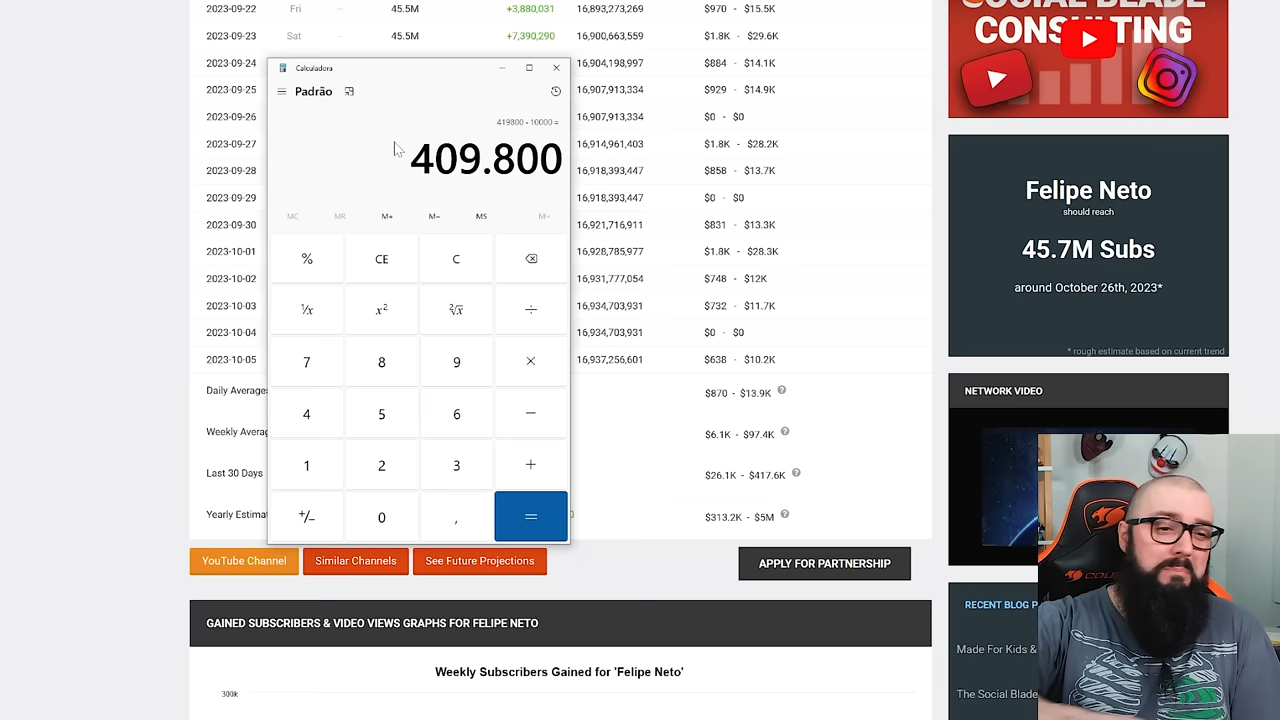 2023-09-22 Fri – 45.5M +3,880,031 16,893,273,269 $970 - $15.5K
2023-09-23 Sat – 45.5M +7,390,290 16,900,663,559 $1.8K - $29.6K
2023-09-24 16,904,198,997 $884 - $14.1K
2023-09-25 16,907,913,334 $929 - $14.9K
2023-09-26 16,907,913,334 $0 - $0
2023-09-27 16,914,961,403 $1.8K - $28.2K
2023-09-28 16,918,393,447 $858 - $13.7K
2023-09-29 16,918,393,447 $0 - $0
2023-09-30 16,921,716,911 $831 - $13.3K
2023-10-01 16,928,785,977 $1.8K - $28.3K
2023-10-02 16,931,777,054 $748 - $12K
2023-10-03 16,934,703,931 $732 - $11.7K
2023-10-04 16,934,703,931 $0 - $0
2023-10-05 16,937,256,601 $638 - $10.2K
Daily Averages $870 - $13.9K
Weekly Averag $6.1K - $97.4K
Last 30 Days $26.1K - $417.6K
Yearly Estimat $313.2K - $5M
Calculadora
Padrão
419800 - 10000 =
409.800
MC MR M+ M− MS M˅
% CE C
⅟x x² ²√x ÷
7 8 9 ×
4 5 6 −
1 2 3 +
+/− 0 , =
YouTube Channel Similar Channels See Future Projections APPLY FOR PARTNERSHIP
GAINED SUBSCRIBERS & VIDEO VIEWS GRAPHS FOR FELIPE NETO
Weekly Subscribers Gained for 'Felipe Neto'
300k
SOCIAL BLADE
CONSULTING
Felipe Neto
should reach
45.7M Subs
around October 26th, 2023*
* rough estimate based on current trend
NETWORK VIDEO
RECENT BLOG P
Made For Kids &
The Social Blade
COUGAR